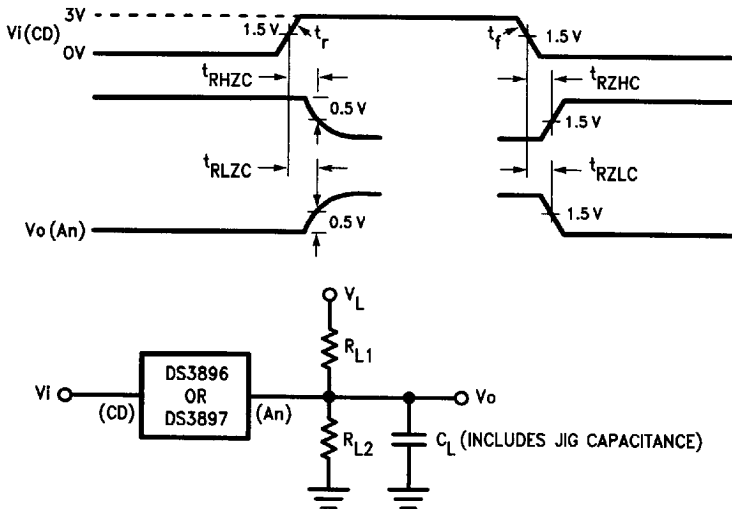 3V
Vi (CD)
1.5 V
tr
tf
1.5 V
0V
tRHZC
tRZHC
0.5 V
1.5 V
tRLZC
tRZLC
0.5 V
1.5 V
Vo (An)
VL
RL1
DS3896
OR
DS3897
Vi
(CD)
(An)
Vo
RL2
CL (INCLUDES JIG CAPACITANCE)